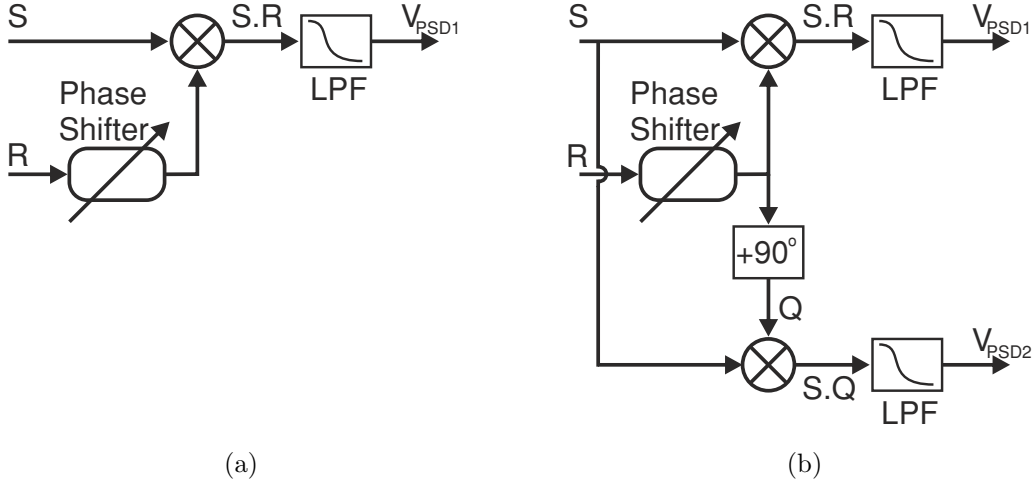 S
S.R
V_PSD1
LPF
Phase
Shifter
R
(a)
S
S.R
V_PSD1
LPF
Phase
Shifter
R
+90°
Q
S.Q
V_PSD2
LPF
(b)